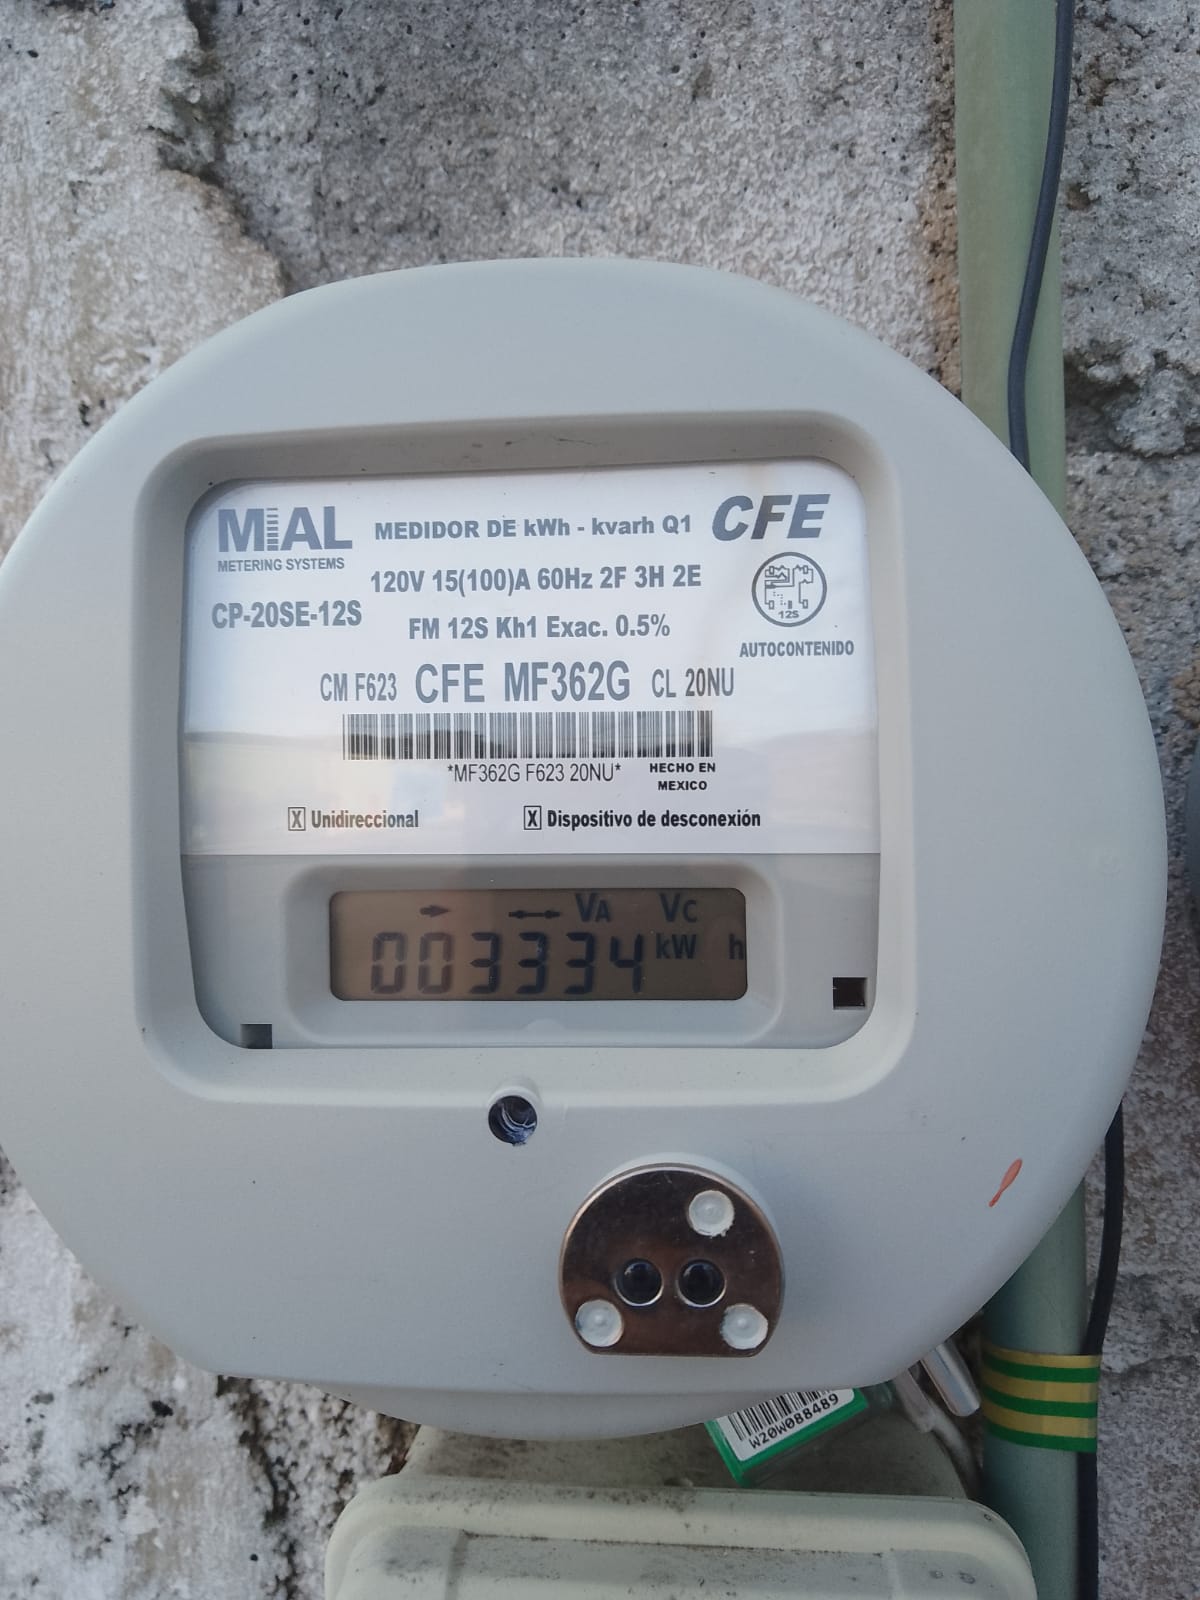 MIAL
METERING SYSTEMS
MEDIDOR DE kWh - kvarh Q1
CFE
120V 15(100)A 60Hz 2F 3H 2E
CP-20SE-12S
FM 12S Kh1 Exac. 0.5%
12S
AUTOCONTENIDO
CM F623 CFE MF362G CL 20NU
*MF362G F623 20NU*
HECHO EN
MEXICO
X Unidireccional
X Dispositivo de desconexión
VA VC
003334 kW h
W20W088489